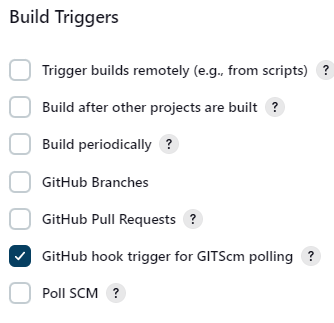 Build Triggers
Trigger builds remotely (e.g., from scripts) ?
Build after other projects are built ?
Build periodically ?
GitHub Branches
GitHub Pull Requests ?
GitHub hook trigger for GITScm polling ?
Poll SCM ?